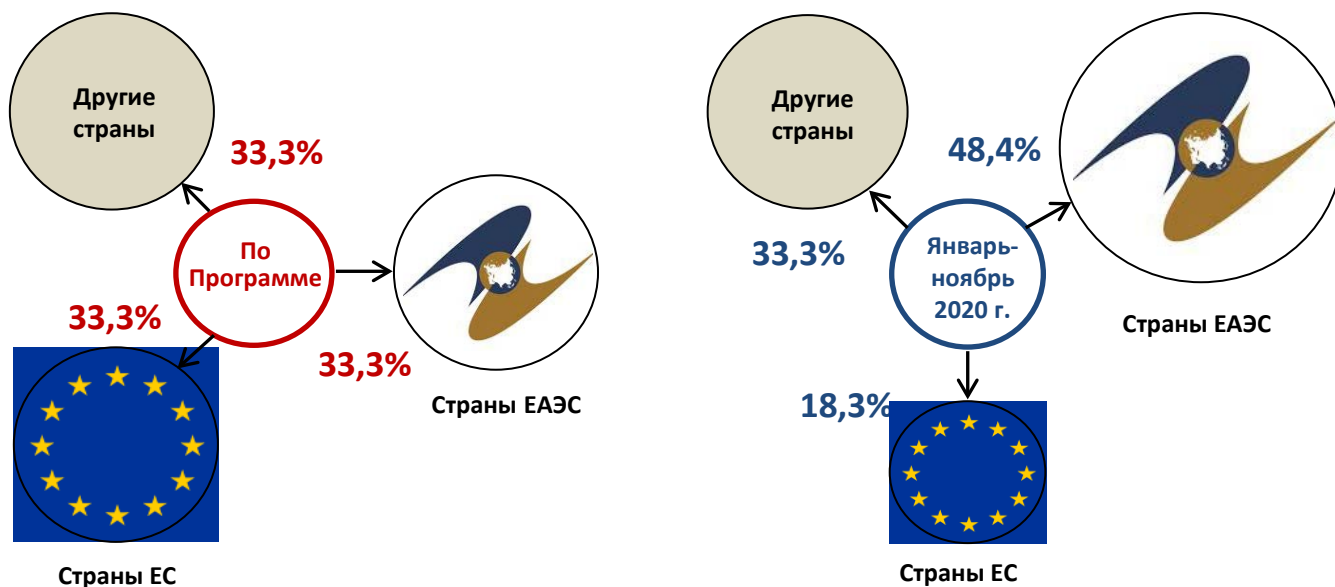 Другие
страны
33,3%
По
Программе
33,3%
33,3%
Страны ЕАЭС
Страны ЕС
Другие
страны
48,4%
33,3%
Январь-
ноябрь
2020 г.
Страны ЕАЭС
18,3%
Страны ЕС